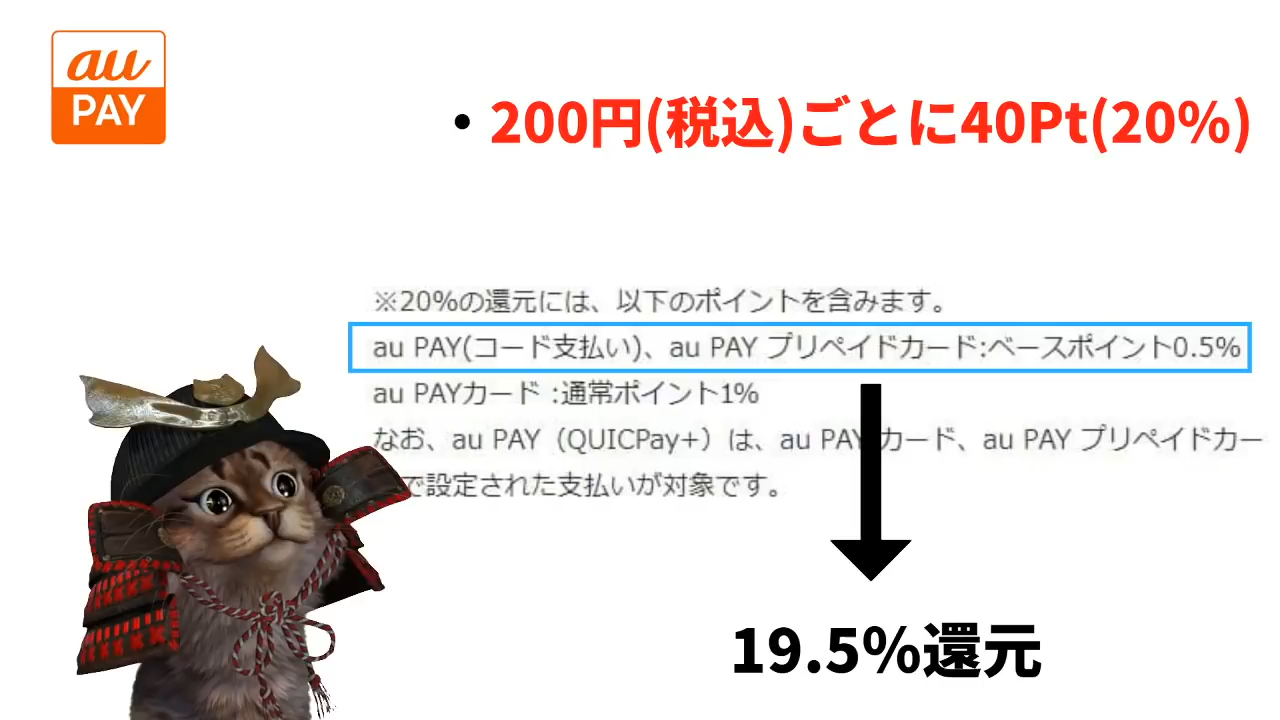 au
PAY
• 200円(税込)ごとに40Pt(20%)
※20%の還元には、以下のポイントを含みます。
au PAY(コード支払い)、au PAY プリペイドカード:ベースポイント0.5%
au PAYカード :通常ポイント1%
なお、au PAY（QUICPay+）は、au PAYカード、au PAY プリペイドカー
で設定された支払いが対象です。
19.5%還元